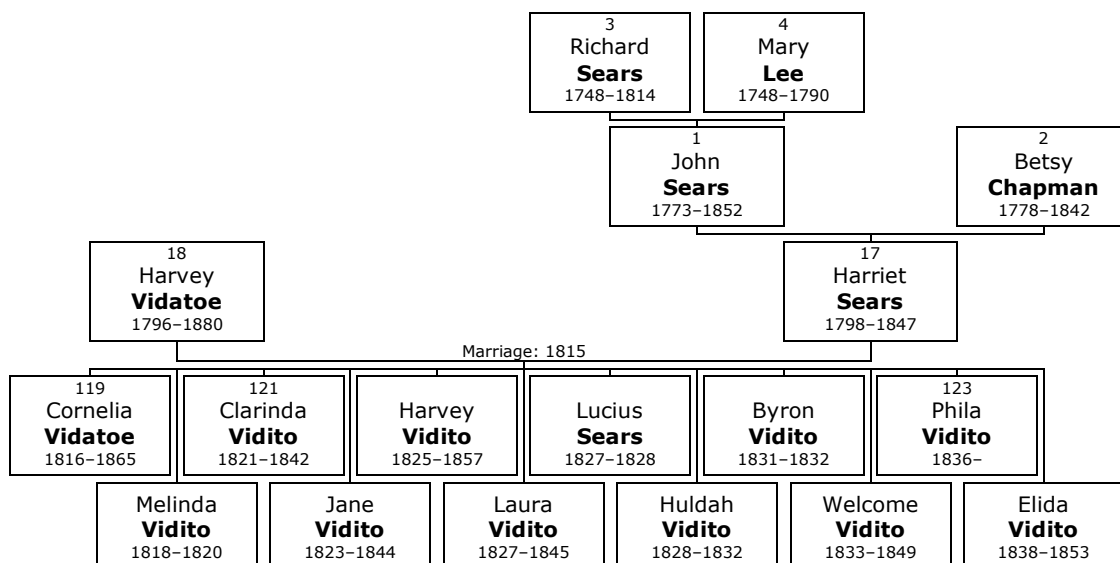 3
Richard
Sears
1748–1814
4
Mary
Lee
1748–1790
1
John
Sears
1773–1852
2
Betsy
Chapman
1778–1842
18
Harvey
Vidatoe
1796–1880
17
Harriet
Sears
1798–1847
Marriage: 1815
119
Cornelia
Vidatoe
1816–1865
121
Clarinda
Vidito
1821–1842
Harvey
Vidito
1825–1857
Lucius
Sears
1827–1828
Byron
Vidito
1831–1832
123
Phila
Vidito
1836–
Melinda
Vidito
1818–1820
Jane
Vidito
1823–1844
Laura
Vidito
1827–1845
Huldah
Vidito
1828–1832
Welcome
Vidito
1833–1849
Elida
Vidito
1838–1853